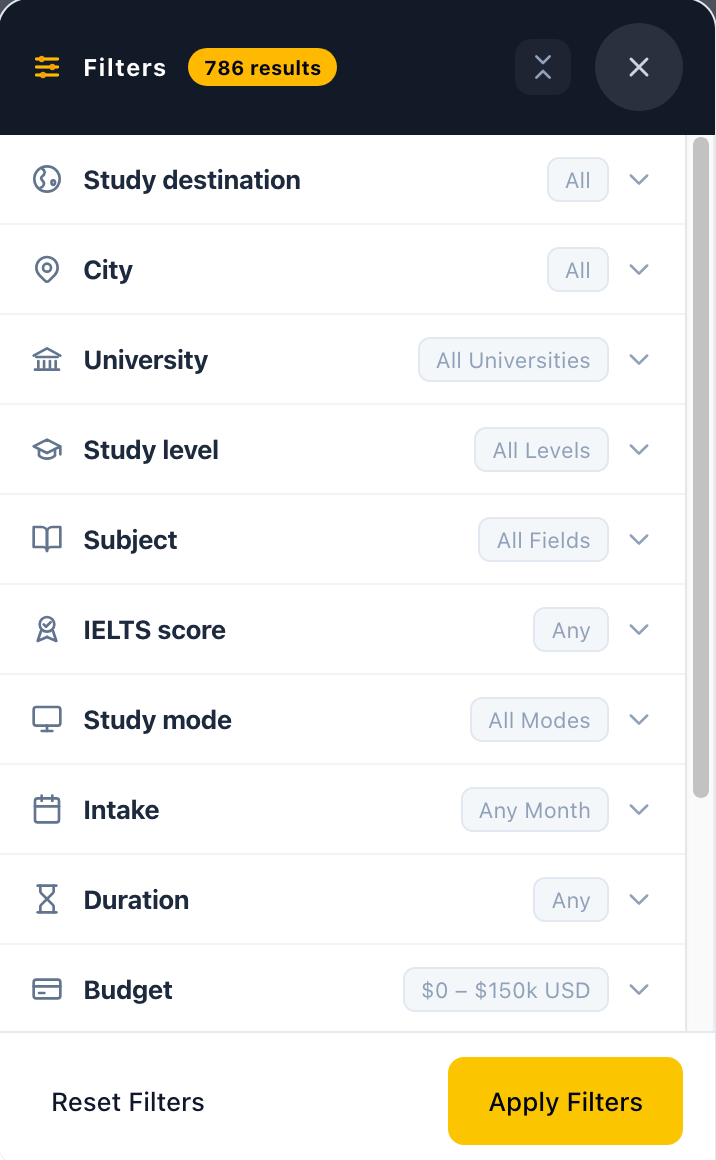 Filters 786 results
Study destination All
City All
University All Universities
Study level All Levels
Subject All Fields
IELTS score Any
Study mode All Modes
Intake Any Month
Duration Any
Budget $0 – $150k USD
Reset Filters Apply Filters